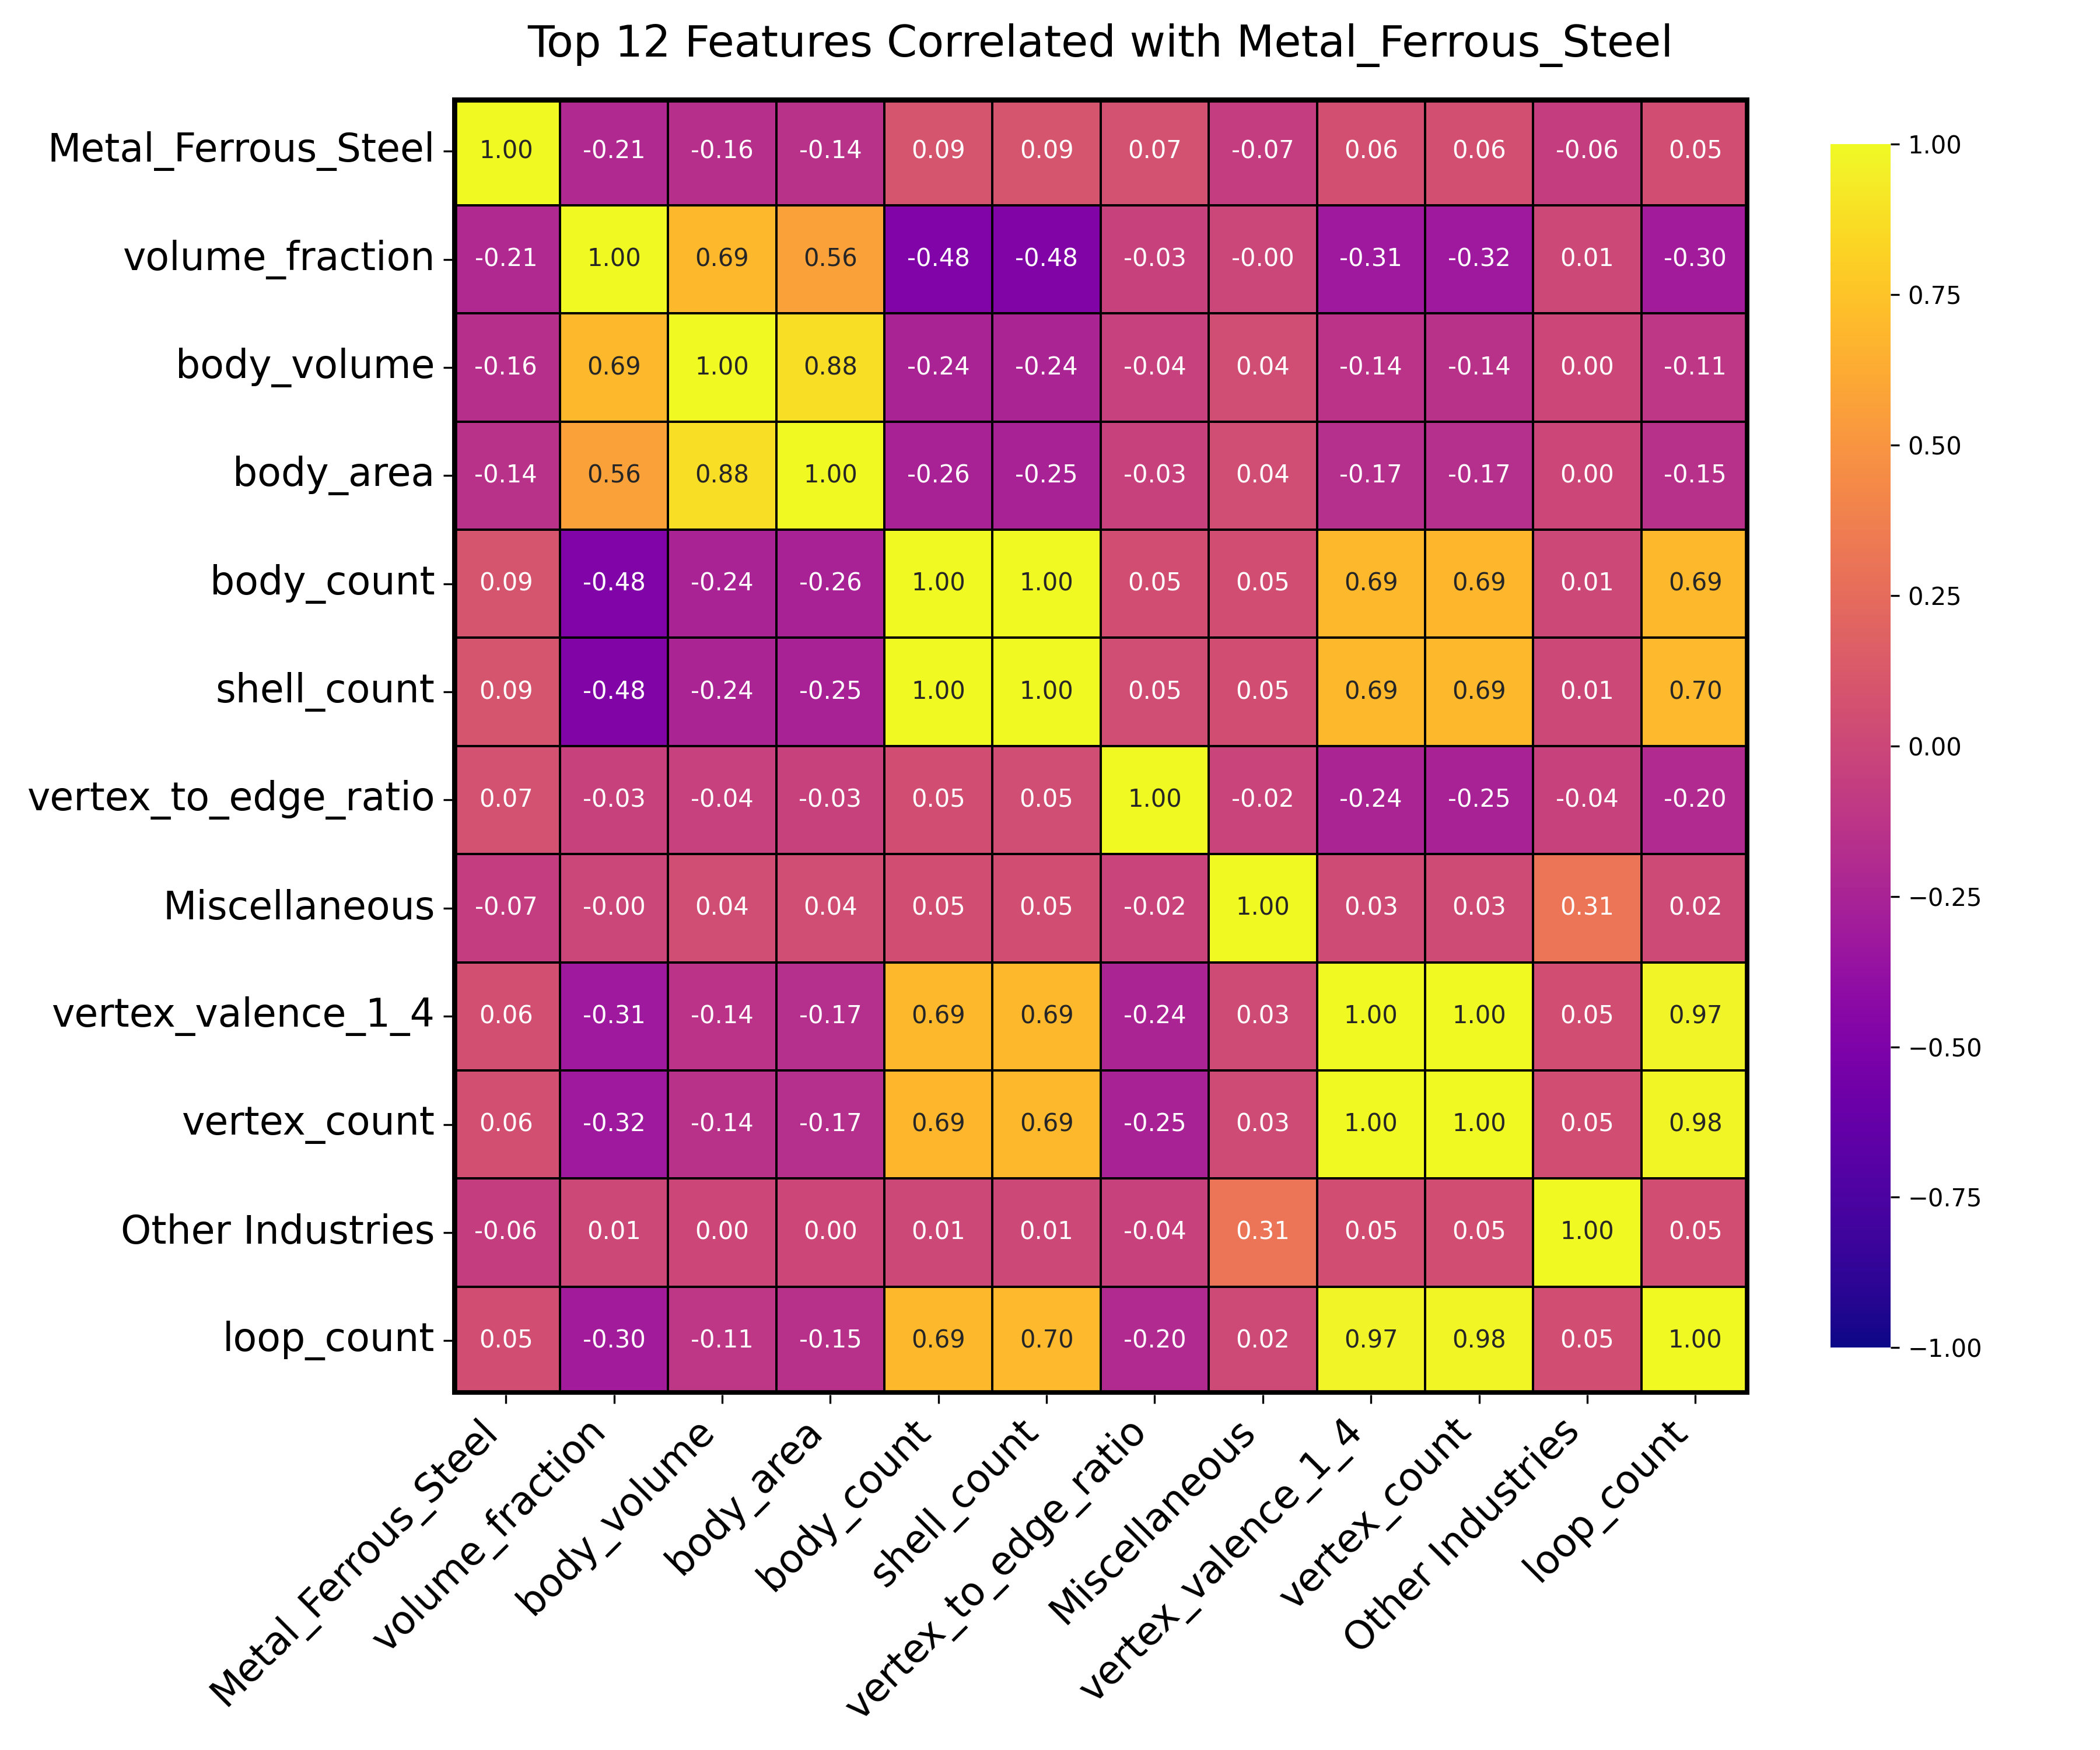 Top 12 Features Correlated with Metal_Ferrous_Steel
Metal_Ferrous_Steel 1.00 -0.21 -0.16 -0.14 0.09 0.09 0.07 -0.07 0.06 0.06 -0.06 0.05
volume_fraction -0.21 1.00 0.69 0.56 -0.48 -0.48 -0.03 -0.00 -0.31 -0.32 0.01 -0.30
body_volume -0.16 0.69 1.00 0.88 -0.24 -0.24 -0.04 0.04 -0.14 -0.14 0.00 -0.11
body_area -0.14 0.56 0.88 1.00 -0.26 -0.25 -0.03 0.04 -0.17 -0.17 0.00 -0.15
body_count 0.09 -0.48 -0.24 -0.26 1.00 1.00 0.05 0.05 0.69 0.69 0.01 0.69
shell_count 0.09 -0.48 -0.24 -0.25 1.00 1.00 0.05 0.05 0.69 0.69 0.01 0.70
vertex_to_edge_ratio 0.07 -0.03 -0.04 -0.03 0.05 0.05 1.00 -0.02 -0.24 -0.25 -0.04 -0.20
Miscellaneous -0.07 -0.00 0.04 0.04 0.05 0.05 -0.02 1.00 0.03 0.03 0.31 0.02
vertex_valence_1_4 0.06 -0.31 -0.14 -0.17 0.69 0.69 -0.24 0.03 1.00 1.00 0.05 0.97
vertex_count 0.06 -0.32 -0.14 -0.17 0.69 0.69 -0.25 0.03 1.00 1.00 0.05 0.98
Other Industries -0.06 0.01 0.00 0.00 0.01 0.01 -0.04 0.31 0.05 0.05 1.00 0.05
loop_count 0.05 -0.30 -0.11 -0.15 0.69 0.70 -0.20 0.02 0.97 0.98 0.05 1.00
Metal_Ferrous_Steel
volume_fraction
body_volume
body_area
body_count
shell_count
vertex_to_edge_ratio
Miscellaneous
vertex_valence_1_4
vertex_count
Other Industries
loop_count
1.00
0.75
0.50
0.25
0.00
−0.25
−0.50
−0.75
−1.00